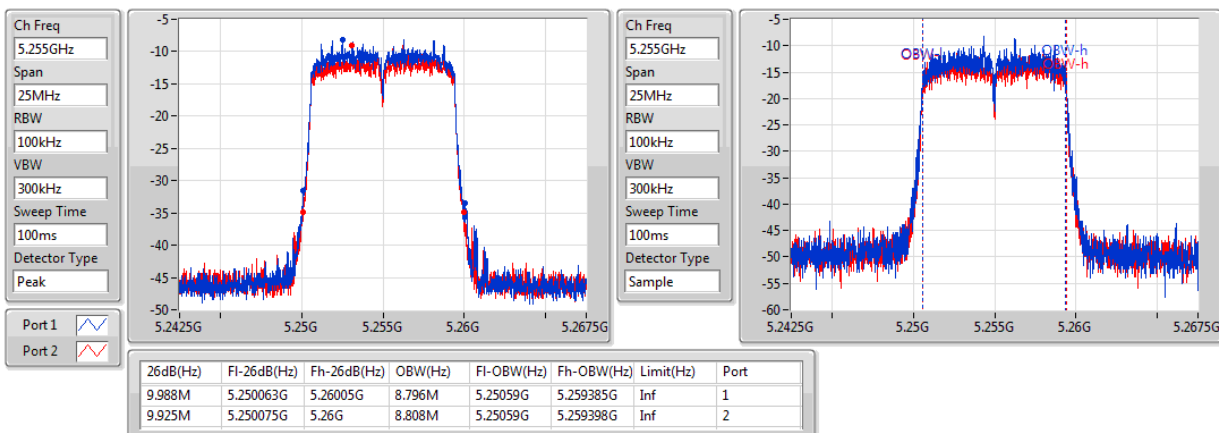 Ch Freq
5.255GHz
Span
25MHz
RBW
100kHz
VBW
300kHz
Sweep Time
100ms
Detector Type
Peak
Port 1
Port 2
-5
-10
-15
-20
-25
-30
-35
-40
-45
-50
5.2425G
5.25G
5.255G
5.26G
5.2675G
Ch Freq
5.255GHz
Span
25MHz
RBW
100kHz
VBW
300kHz
Sweep Time
100ms
Detector Type
Sample
-5
-10
-15
-20
-25
-30
-35
-40
-45
-50
-55
-60
OBW-
OBW-h
OBW-h
5.2425G
5.25G
5.255G
5.26G
5.2675G
26dB(Hz) Fl-26dB(Hz) Fh-26dB(Hz) OBW(Hz) Fl-OBW(Hz) Fh-OBW(Hz) Limit(Hz) Port
9.988M 5.250063G 5.26005G 8.796M 5.25059G 5.259385G Inf 1
9.925M 5.250075G 5.26G 8.808M 5.25059G 5.259398G Inf 2